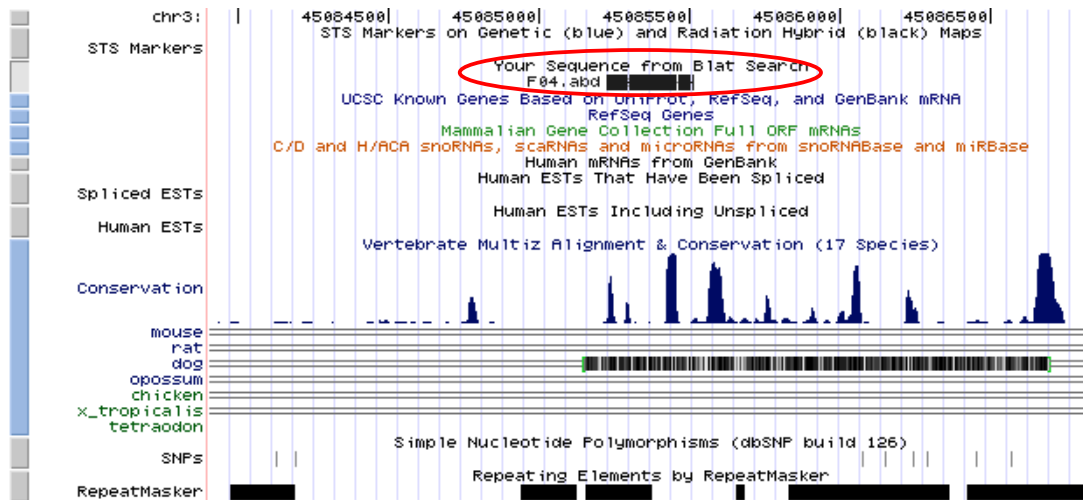 chr3: | 45084500| 45085000| 45085500| 45086000| 45086500|
STS Markers on Genetic (blue) and Radiation Hybrid (black) Maps
STS Markers
Your Sequence from Blat Search
F04.abd
UCSC Known Genes Based on UniProt, RefSeq, and GenBank mRNA
RefSeq Genes
Mammalian Gene Collection Full ORF mRNAs
C/D and H/ACA snoRNAs, scaRNAs and microRNAs from snoRNABase and miRBase
Human mRNAs from GenBank
Human ESTs That Have Been Spliced
Spliced ESTs
Human ESTs Including Unspliced
Human ESTs
Vertebrate Multiz Alignment & Conservation (17 Species)
Conservation
mouse
rat
dog
opossum
chicken
x_tropicalis
tetraodon
Simple Nucleotide Polymorphisms (dbSNP build 126)
SNPs
Repeating Elements by RepeatMasker
RepeatMasker